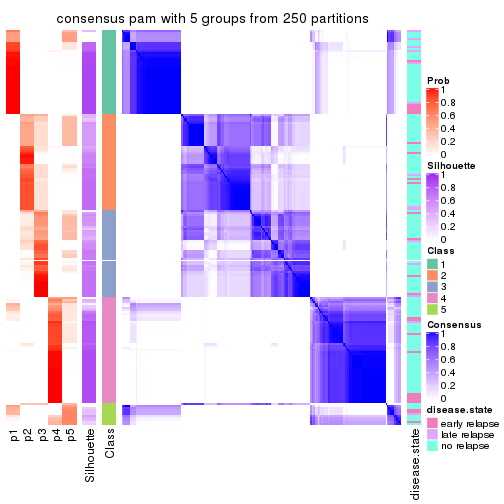 consensus pam with 5 groups from 250 partitions
Prob
1
0.8
0.6
0.4
0.2
0
Silhouette
1
0.8
0.6
0.4
0.2
0
Class
1
2
3
4
5
Consensus
1
0.8
0.6
0.4
0.2
0
disease.state
early relapse
late relapse
no relapse
p1
p2
p3
p4
p5
Silhouette
Class
disease.state